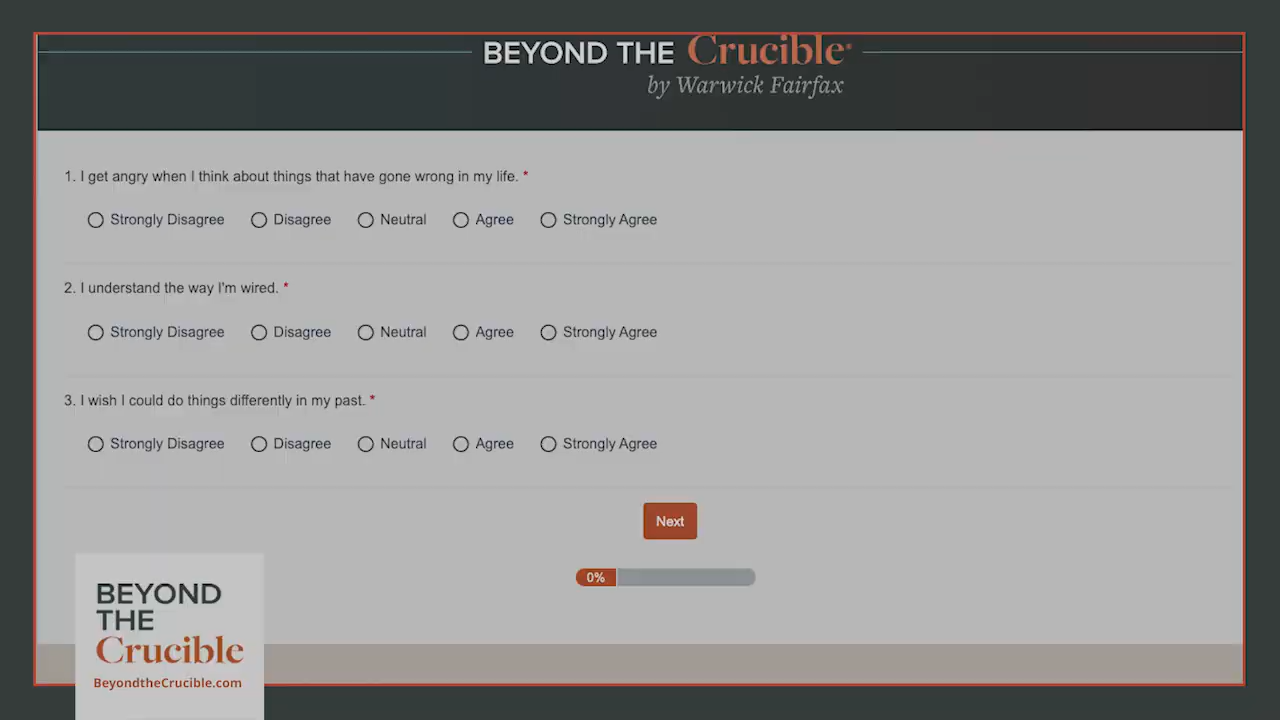 BEYOND THE Crucible®
by Warwick Fairfax
1. I get angry when I think about things that have gone wrong in my life. *
Strongly Disagree Disagree Neutral Agree Strongly Agree
2. I understand the way I'm wired. *
Strongly Disagree Disagree Neutral Agree Strongly Agree
3. I wish I could do things differently in my past. *
Strongly Disagree Disagree Neutral Agree Strongly Agree
Next
0%
BEYOND
THE
Crucible
BeyondtheCrucible.com